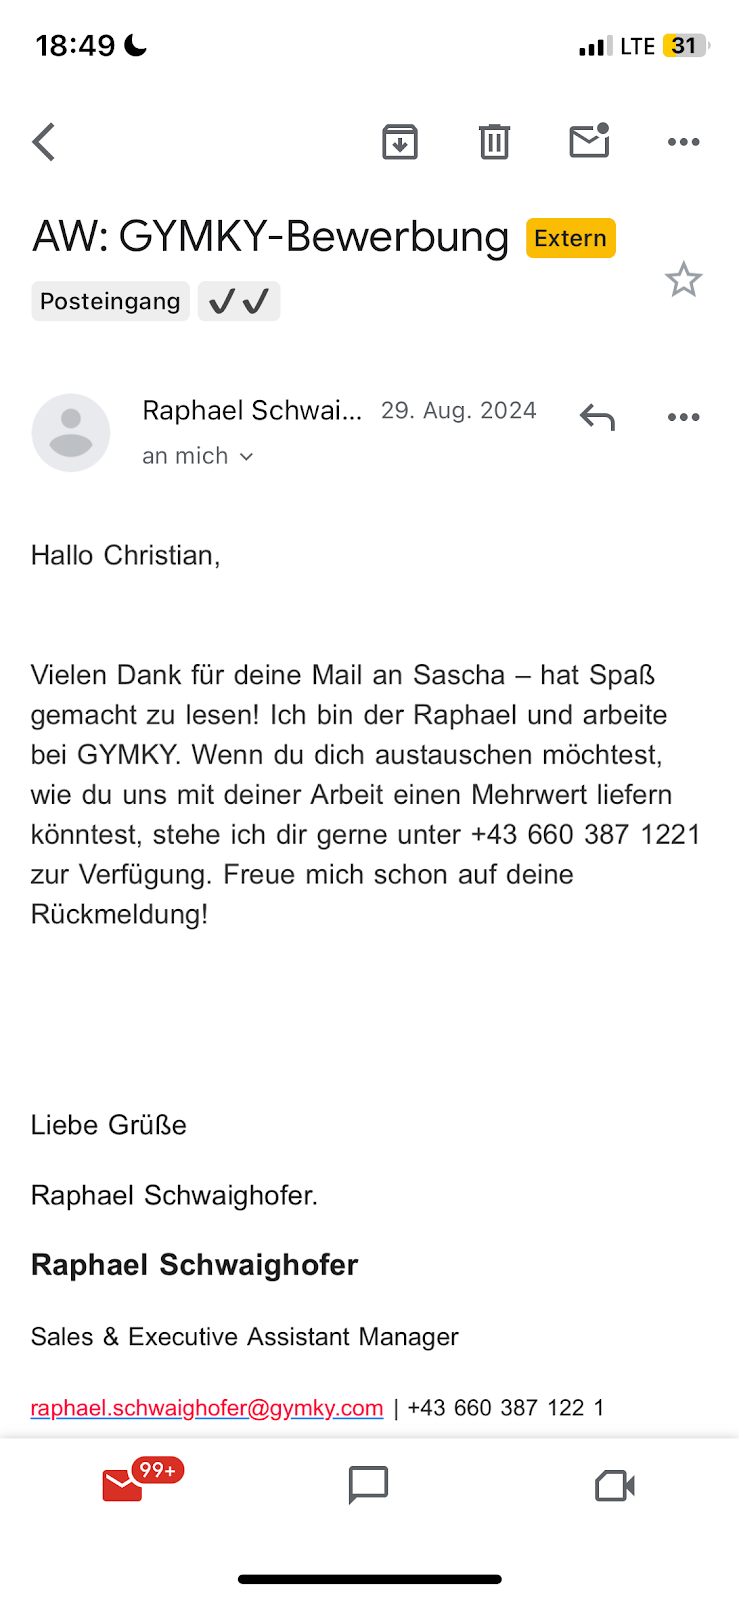 18:49
LTE 31
AW: GYMKY-Bewerbung Extern
Posteingang ✓✓
Raphael Schwai... 29. Aug. 2024
an mich
Hallo Christian,
Vielen Dank für deine Mail an Sascha – hat Spaß
gemacht zu lesen! Ich bin der Raphael und arbeite
bei GYMKY. Wenn du dich austauschen möchtest,
wie du uns mit deiner Arbeit einen Mehrwert liefern
könntest, stehe ich dir gerne unter +43 660 387 1221
zur Verfügung. Freue mich schon auf deine
Rückmeldung!
Liebe Grüße
Raphael Schwaighofer.
Raphael Schwaighofer
Sales & Executive Assistant Manager
raphael.schwaighofer@gymky.com | +43 660 387 122 1
99+